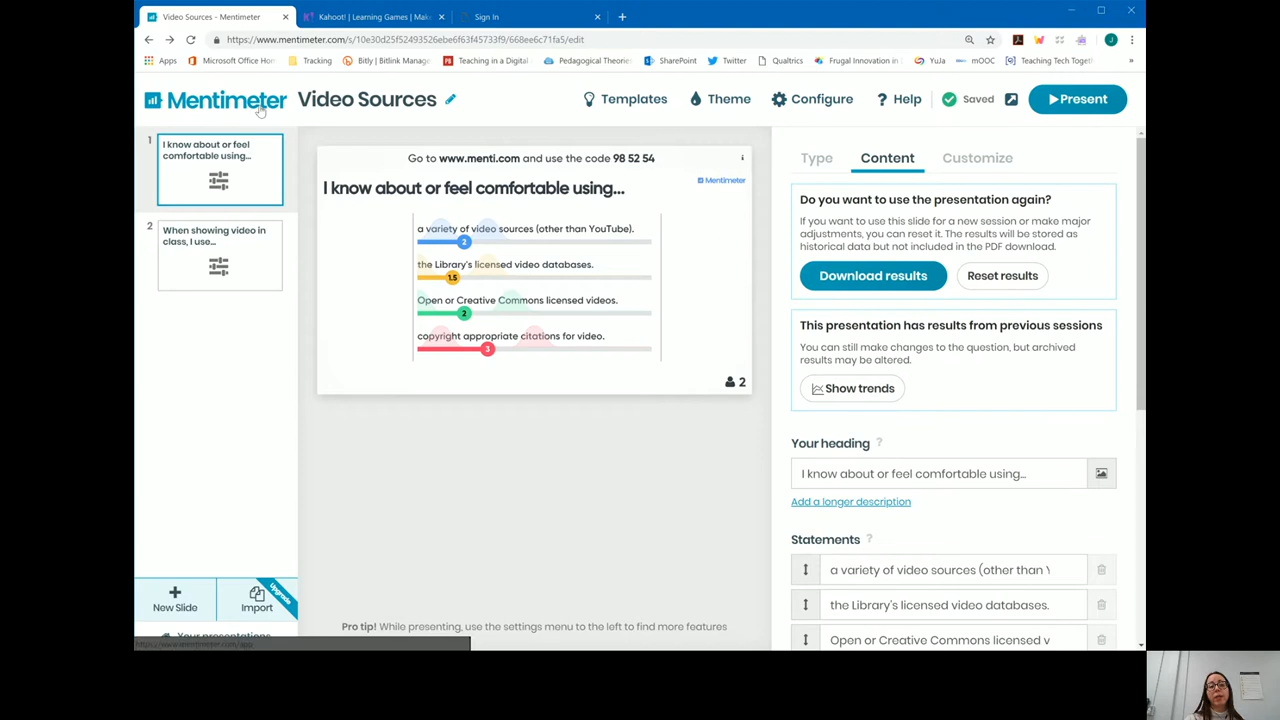 Video Sources - Mentimeter
Kahoot! | Learning Games | Mak
Sign In
https://www.mentimeter.com/s/10e30d25f52493526ebe6f63f45733f9/668ee6c71fa5/edit
Apps
Microsoft Office Hom
Tracking
Bitly | Bitlink Manage
Teaching in a Digital
Pedagogical Theories
SharePoint
Twitter
Qualtrics
Frugal Innovation in
YuJa
mOOC
Teaching Tech Toget
Mentimeter
Video Sources
Templates
Theme
Configure
? Help
Saved
Present
1
I know about or feel
comfortable using...
2
When showing video in
class, I use...
New Slide
Import
Upgrade
Your presentations
https://www.mentimeter.com/app
Go to www.menti.com and use the code 98 52 54
I know about or feel comfortable using...
Mentimeter
a variety of video sources (other than YouTube).
2
the Library's licensed video databases.
1.5
Open or Creative Commons licensed videos.
2
copyright appropriate citations for video.
3
2
Pro tip! While presenting, use the settings menu to the left to find more features
Type
Content
Customize
Do you want to use the presentation again?
If you want to use this slide for a new session or make major
adjustments, you can reset it. The results will be stored as
historical data but not included in the PDF download.
Download results
Reset results
This presentation has results from previous sessions
You can still make changes to the question, but archived
results may be altered.
Show trends
Your heading ?
I know about or feel comfortable using...
Add a longer description
Statements ?
a variety of video sources (other than
the Library's licensed video databases.
Open or Creative Commons licensed v